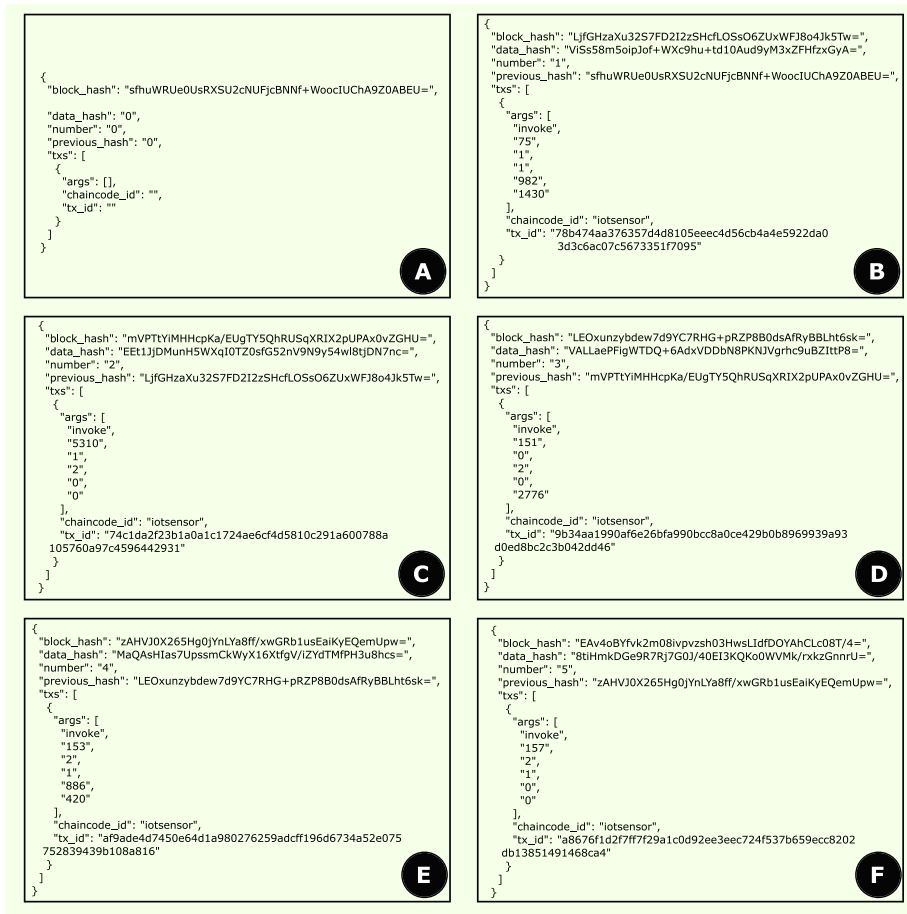 {
"block_hash": "sfhuWRUe0UsRXSU2cNUFjcBNNf+WoocIUChA9Z0ABEU=",
"data_hash": "0",
"number": "0",
"previous_hash": "0",
"txs": [
{
"args": [],
"chaincode_id": "",
"tx_id": ""
}
]
}
A
{
"block_hash": "LjfGHzaXu32S7FD2I2zSHcfLOSsO6ZUxWFJ8o4Jk5Tw=",
"data_hash": "ViSs58m5oipJof+WXc9hu+td10Aud9yM3xZFHfzxGyA=",
"number": "1",
"previous_hash": "sfhuWRUe0UsRXSU2cNUFjcBNNf+WoocIUChA9Z0ABEU=",
"txs": [
{
"args": [
"invoke",
"75",
"1",
"1",
"982",
"1430"
],
"chaincode_id": "iotsensor",
"tx_id": "78b474aa376357d4d8105eeec4d56cb4a4e5922da0
3d3c6ac07c5673351f7095"
}
]
}
B
{
"block_hash": "mVPTtYiMHHcpKa/EUgTY5QhRUSqXRIX2pUPAx0vZGHU=",
"data_hash": "EEt1JjDMunH5WXqI0TZ0sfG52nV9N9y54wI8tjDN7nc=",
"number": "2",
"previous_hash": "LjfGHzaXu32S7FD2I2zSHcfLOSsO6ZUxWFJ8o4Jk5Tw=",
"txs": [
{
"args": [
"invoke",
"5310",
"1",
"2",
"0",
"0"
],
"chaincode_id": "iotsensor",
"tx_id": "74c1da2f23b1a0a1c1724ae6cf4d5810c291a600788a
105760a97c4596442931"
}
]
}
C
{
"block_hash": "LEOxunzybdew7d9YC7RHG+pRZP8B0dsAfRyBBLht6sk=",
"data_hash": "VALLaePFigWTDQ+6AdxVDDbN8PKNJVgrhc9uBZIttP8=",
"number": "3",
"previous_hash": "mVPTtYiMHHcpKa/EUgTY5QhRUSqXRIX2pUPAx0vZGHU=",
"txs": [
{
"args": [
"invoke",
"151",
"0",
"2",
"0",
"2776"
],
"chaincode_id": "iotsensor",
"tx_id": "9b34aa1990af6e26bfa990bcc8a0ce429b0b8969939a93
d0ed8bc2c3b042dd46"
}
]
}
D
{
"block_hash": "zAHVJ0X265Hg0jYnLYa8ff/xwGRb1usEaiKyEQemUpw=",
"data_hash": "MaQAsHIas7UpssmCkWyX16XtfgV/iZYdTMfPH3u8hcs=",
"number": "4",
"previous_hash": "LEOxunzybdew7d9YC7RHG+pRZP8B0dsAfRyBBLht6sk=",
"txs": [
{
"args": [
"invoke",
"153",
"2",
"1",
"886",
"420"
],
"chaincode_id": "iotsensor",
"tx_id": "af9ade4d7450e64d1a980276259adcff196d6734a52e075
752839439b108a816"
}
]
}
E
{
"block_hash": "EAv4oBYfvk2m08ivpvzsh03HwsLIdfDOYAhCLc08T/4=",
"data_hash": "8tiHmkDGe9R7Rj7G0J/40EI3KQKo0WVMk/rxkzGnnrU=",
"number": "5",
"previous_hash": "zAHVJ0X265Hg0jYnLYa8ff/xwGRb1usEaiKyEQemUpw=",
"txs": [
{
"args": [
"invoke",
"157",
"2",
"1",
"0",
"0"
],
"chaincode_id": "iotsensor",
"tx_id": "a8676f1d2f7ff7f29a1c0d92ee3eec724f537b659ecc8202
db13851491468ca4"
}
]
}
F